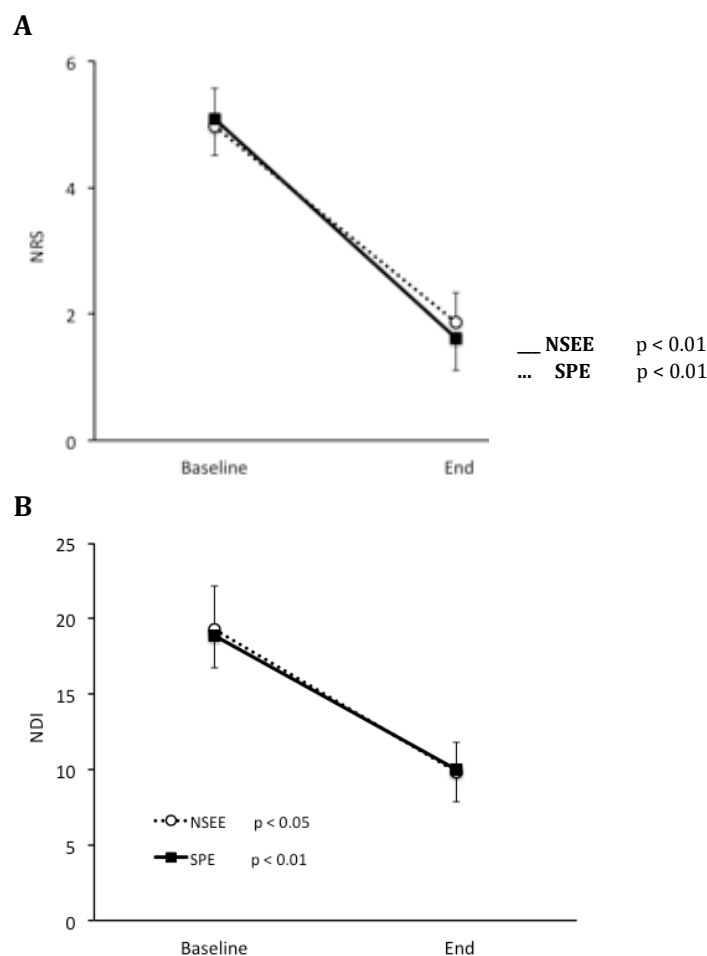 A
6
4
2
0
NRS
Baseline End
___ NSEE p < 0.01
... SPE p < 0.01
B
25
20
15
10
5
0
NDI
NSEE p < 0.05
SPE p < 0.01
Baseline End